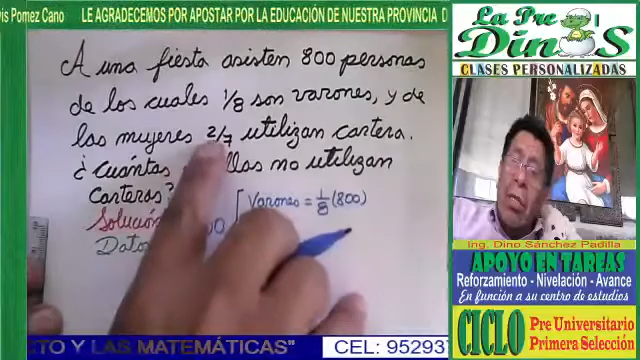 is Pomez Cano LE AGRADECEMOS POR APOSTAR POR LA EDUCACIÓN DE NUESTRA PROVINCIA
A una fiesta asisten 800 personas
de los cuales 1/8 son varones, y de
las mujeres 2/7 utilizan cartera.
¿Cuántas llas no utilizan
carteras?
Solución
Dato
Varones = 1/8 (800)
La Pre
DinoS
CLASES PERSONALIZADAS
Ing. Dino Sánchez Padilla
APOYO EN TAREAS
Reforzamiento - Nivelación - Avance
En función a su centro de estudios
CICLO Pre Universitario
Primera Selección
CTO Y LAS MATEMÁTICAS" CEL: 95293